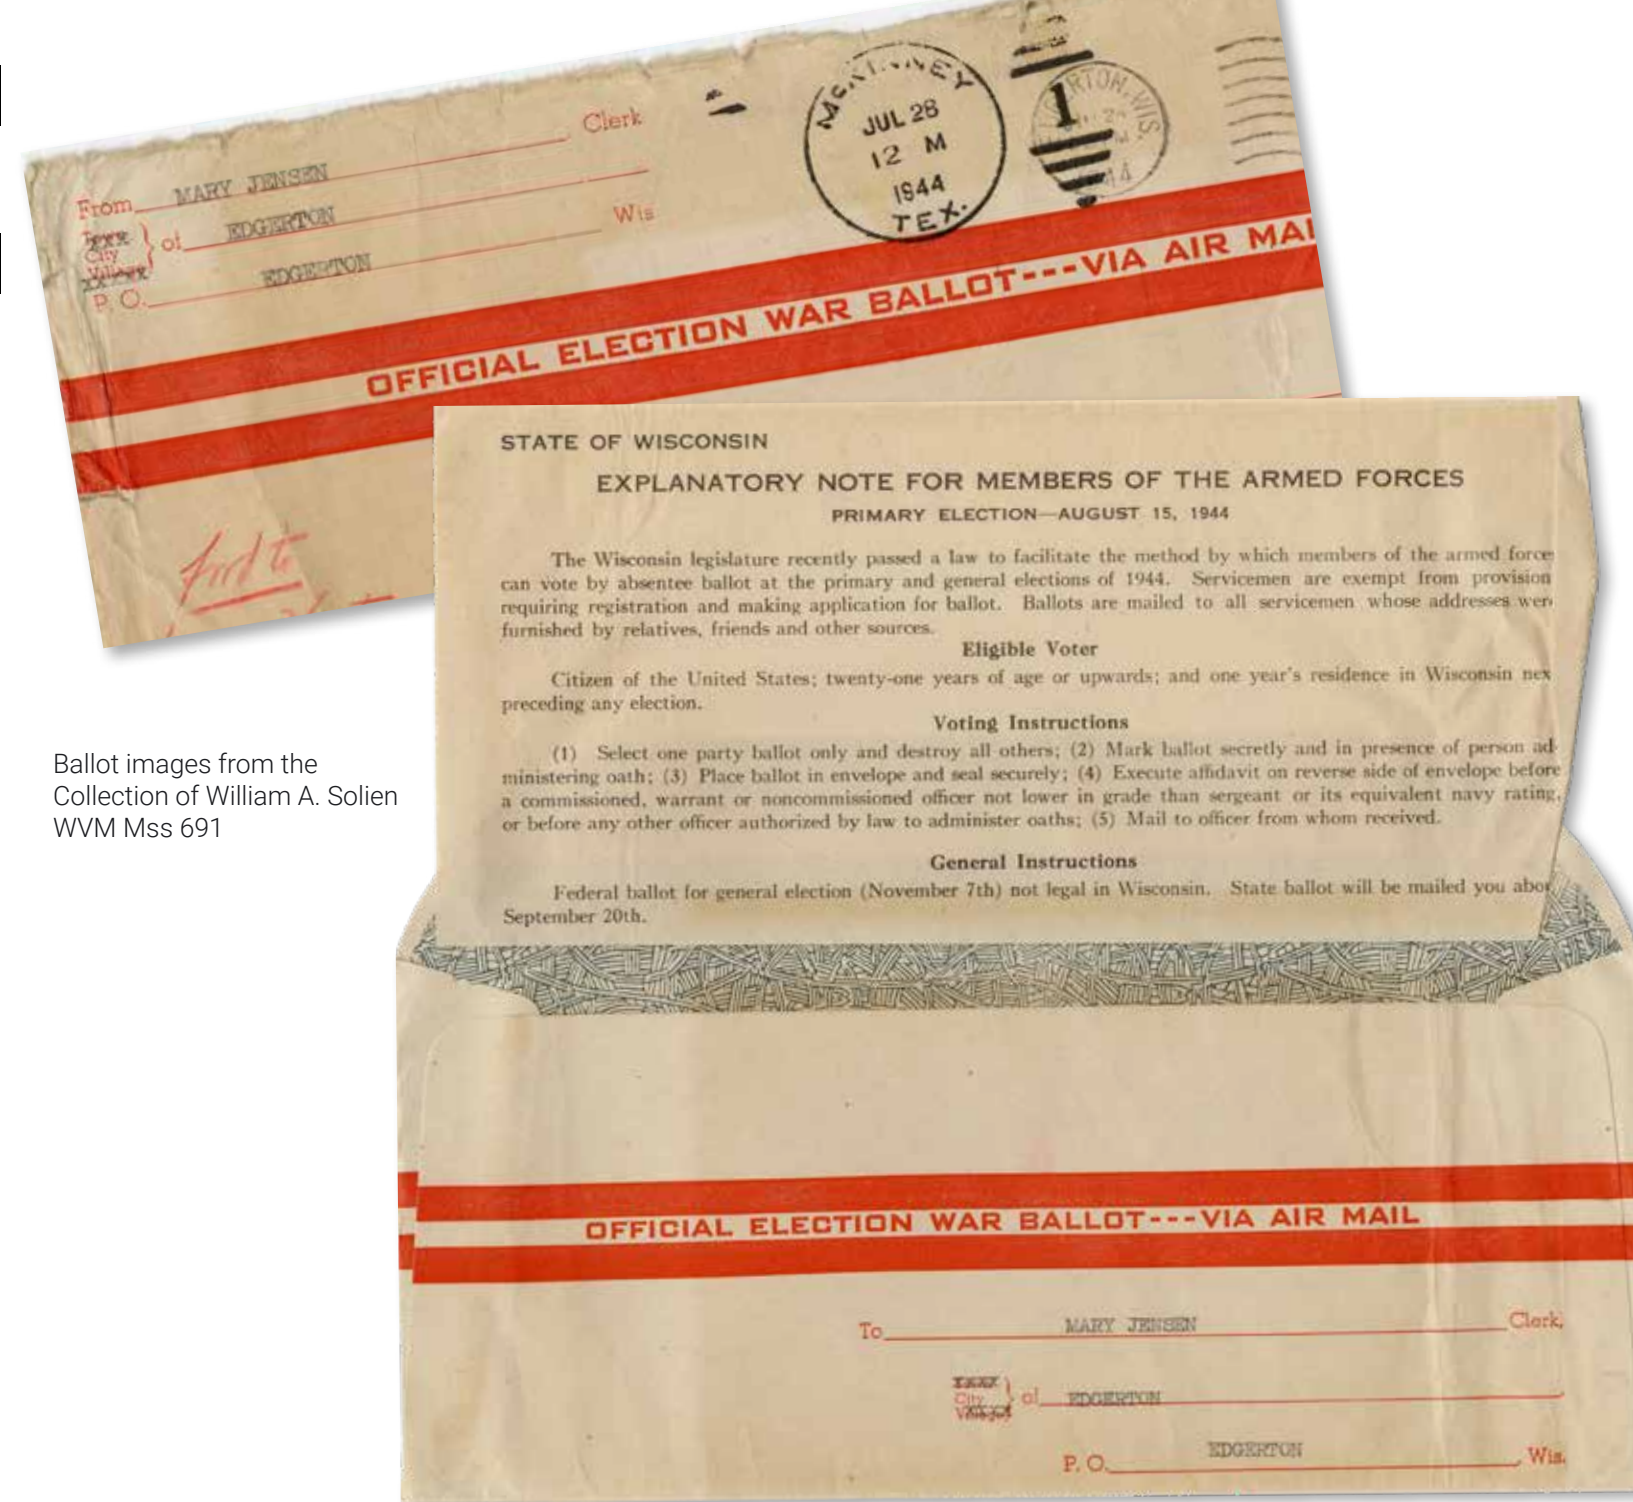 From MARY JENSEN Clerk
City of EDGERTON Wis
P. O. EDGERTON
McKINNEY
JUL 28
12 M
1944
TEX.
1
ERTON, WIS.
44
OFFICIAL ELECTION WAR BALLOT---VIA AIR MAI
STATE OF WISCONSIN
EXPLANATORY NOTE FOR MEMBERS OF THE ARMED FORCES
PRIMARY ELECTION—AUGUST 15, 1944
The Wisconsin legislature recently passed a law to facilitate the method by which members of the armed force
can vote by absentee ballot at the primary and general elections of 1944. Servicemen are exempt from provision
requiring registration and making application for ballot. Ballots are mailed to all servicemen whose addresses wer
furnished by relatives, friends and other sources.
Eligible Voter
Citizen of the United States; twenty-one years of age or upwards; and one year's residence in Wisconsin nex
preceding any election.
Voting Instructions
(1) Select one party ballot only and destroy all others; (2) Mark ballot secretly and in presence of person ad-
ministering oath; (3) Place ballot in envelope and seal securely; (4) Execute affidavit on reverse side of envelope before
a commissioned, warrant or noncommissioned officer not lower in grade than sergeant or its equivalent navy rating,
or before any other officer authorized by law to administer oaths; (5) Mail to officer from whom received.
General Instructions
Federal ballot for general election (November 7th) not legal in Wisconsin. State ballot will be mailed you abou
September 20th.
Ballot images from the
Collection of William A. Solien
WVM Mss 691
OFFICIAL ELECTION WAR BALLOT---VIA AIR MAIL
To MARY JENSEN Clerk,
City
Village of EDGERTON
P. O. EDGERTON, Wis.